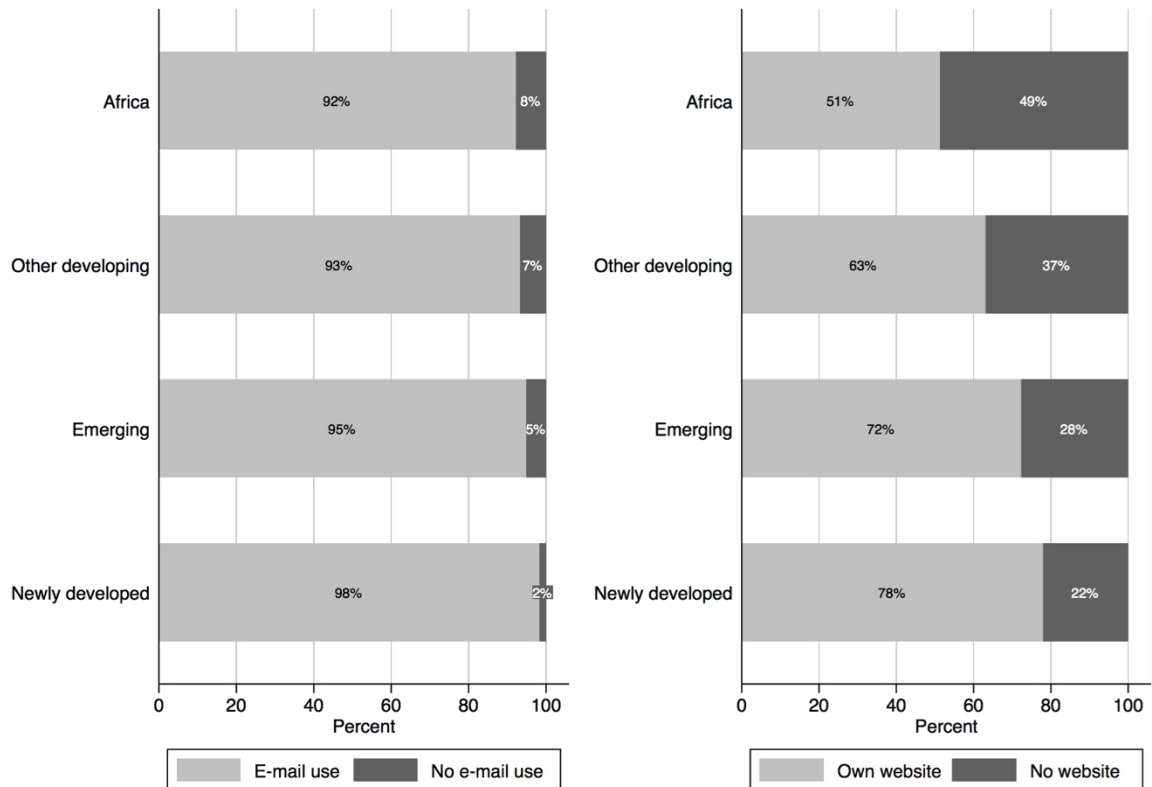 Africa 92% 8%
Other developing 93% 7%
Emerging 95% 5%
Newly developed 98% 2%
0 20 40 60 80 100
Percent
E-mail use No e-mail use
Africa 51% 49%
Other developing 63% 37%
Emerging 72% 28%
Newly developed 78% 22%
0 20 40 60 80 100
Percent
Own website No website